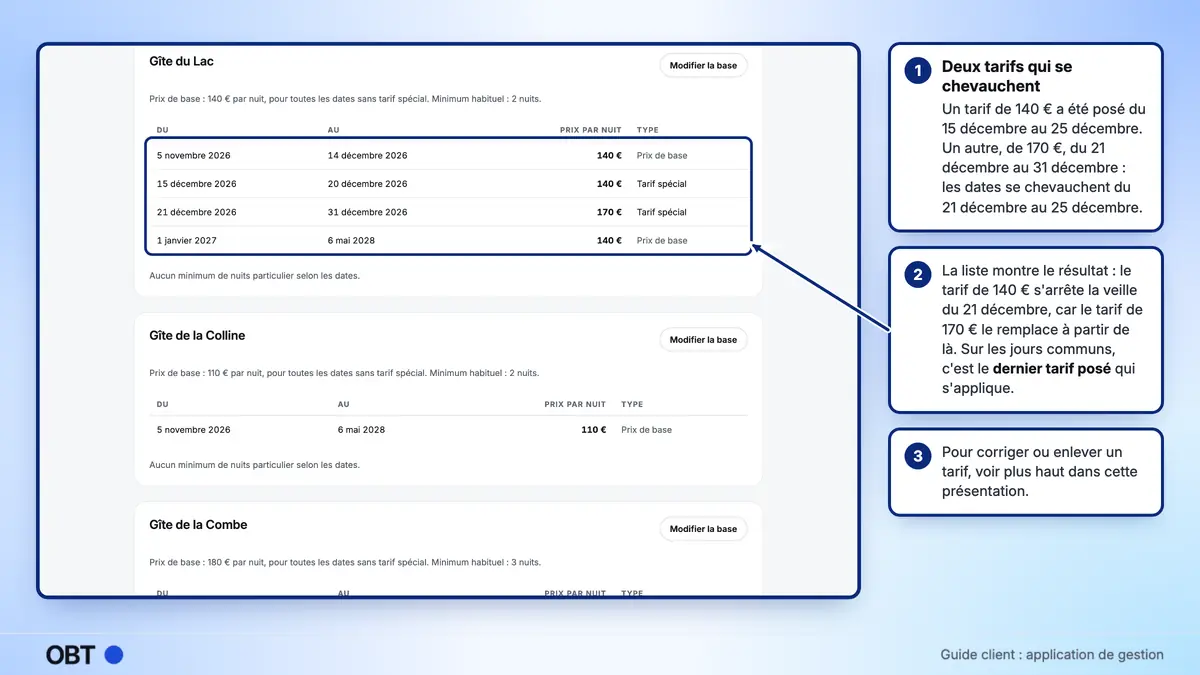 Gîte du Lac
Modifier la base
Prix de base : 140 € par nuit, pour toutes les dates sans tarif spécial. Minimum habituel : 2 nuits.
DU AU PRIX PAR NUIT TYPE
5 novembre 2026 14 décembre 2026 140 € Prix de base
15 décembre 2026 20 décembre 2026 140 € Tarif spécial
21 décembre 2026 31 décembre 2026 170 € Tarif spécial
1 janvier 2027 6 mai 2028 140 € Prix de base
Aucun minimum de nuits particulier selon les dates.
Gîte de la Colline
Modifier la base
Prix de base : 110 € par nuit, pour toutes les dates sans tarif spécial. Minimum habituel : 2 nuits.
DU AU PRIX PAR NUIT TYPE
5 novembre 2026 6 mai 2028 110 € Prix de base
Aucun minimum de nuits particulier selon les dates.
Gîte de la Combe
Modifier la base
Prix de base : 180 € par nuit, pour toutes les dates sans tarif spécial. Minimum habituel : 3 nuits.
DU AU PRIX PAR NUIT TYPE
1
Deux tarifs qui se
chevauchent
Un tarif de 140 € a été posé du
15 décembre au 25 décembre.
Un autre, de 170 €, du 21
décembre au 31 décembre :
les dates se chevauchent du
21 décembre au 25 décembre.
2
La liste montre le résultat : le
tarif de 140 € s'arrête la veille
du 21 décembre, car le tarif de
170 € le remplace à partir de
là. Sur les jours communs,
c'est le dernier tarif posé qui
s'applique.
3
Pour corriger ou enlever un
tarif, voir plus haut dans cette
présentation.
OBT
Guide client : application de gestion